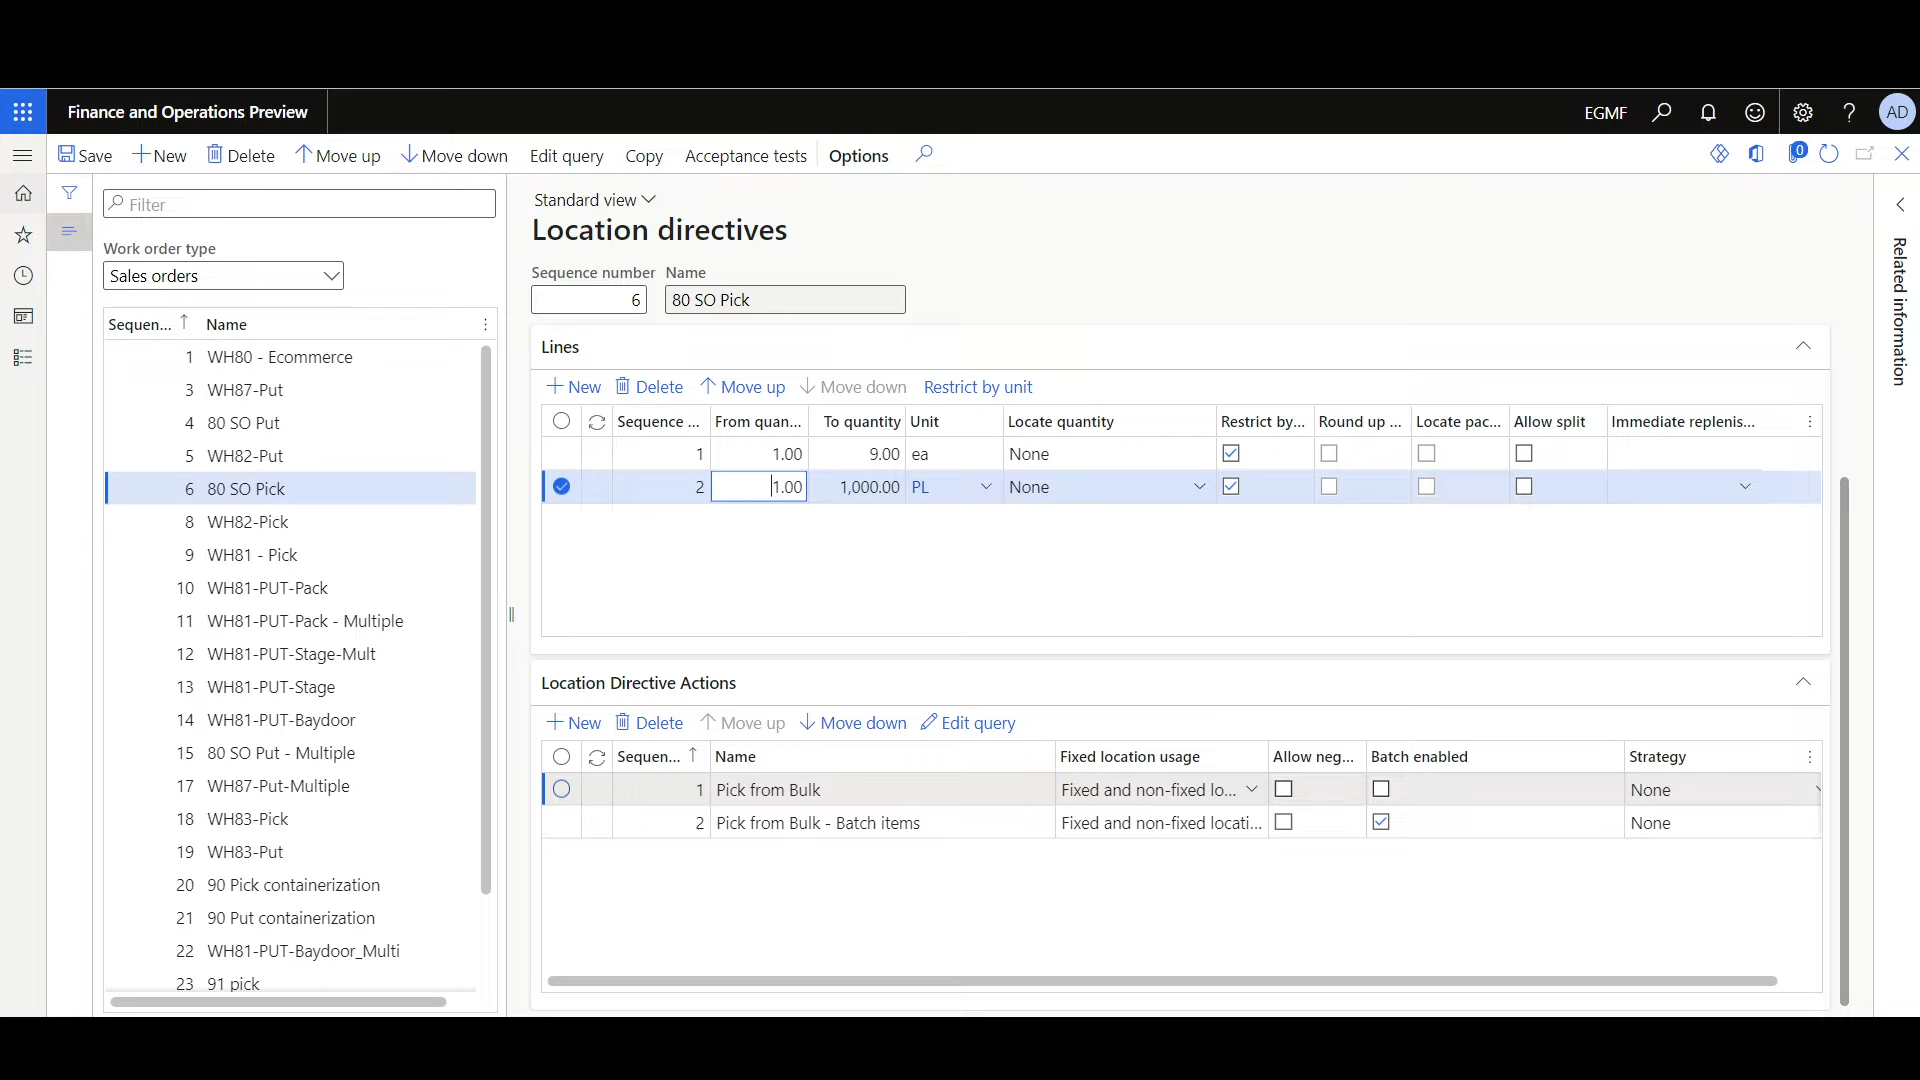 Finance and Operations Preview
EGMF
? AD
Save New Delete Move up Move down Edit query Copy Acceptance tests Options
0
Filter
Work order type
Sales orders
Sequen... Name
1 WH80 - Ecommerce
3 WH87-Put
4 80 SO Put
5 WH82-Put
6 80 SO Pick
8 WH82-Pick
9 WH81 - Pick
10 WH81-PUT-Pack
11 WH81-PUT-Pack - Multiple
12 WH81-PUT-Stage-Mult
13 WH81-PUT-Stage
14 WH81-PUT-Baydoor
15 80 SO Put - Multiple
17 WH87-Put-Multiple
18 WH83-Pick
19 WH83-Put
20 90 Pick containerization
21 90 Put containerization
22 WH81-PUT-Baydoor_Multi
23 91 pick
Standard view
Location directives
Sequence number Name
6 80 SO Pick
Lines
New Delete Move up Move down Restrict by unit
Sequence ... From quan... To quantity Unit Locate quantity Restrict by... Round up ... Locate pac... Allow split Immediate replenis...
1 1.00 9.00 ea None
2 1.00 1,000.00 PL None
Location Directive Actions
New Delete Move up Move down Edit query
Sequen... Name Fixed location usage Allow neg... Batch enabled Strategy
1 Pick from Bulk Fixed and non-fixed lo... None
2 Pick from Bulk - Batch items Fixed and non-fixed locati... None
Related information